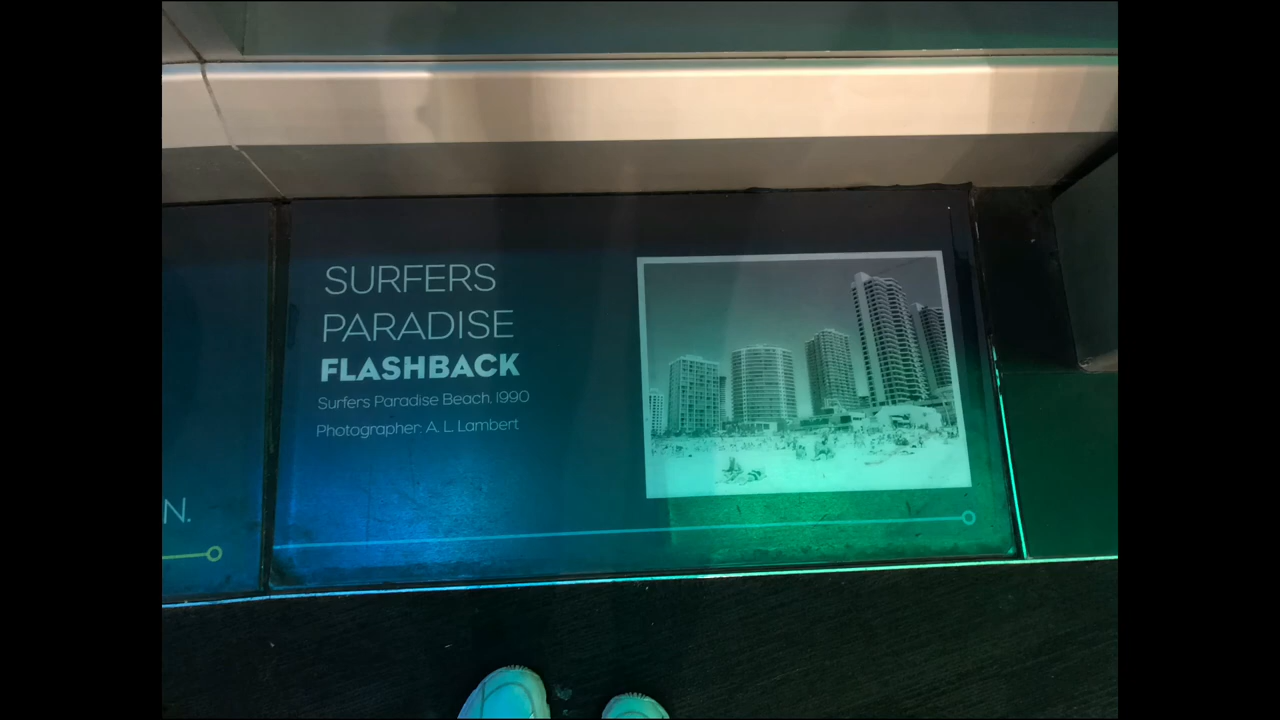 SURFERS
PARADISE
FLASHBACK
Surfers Paradise Beach, 1990
Photographer: A. L. Lambert
N.